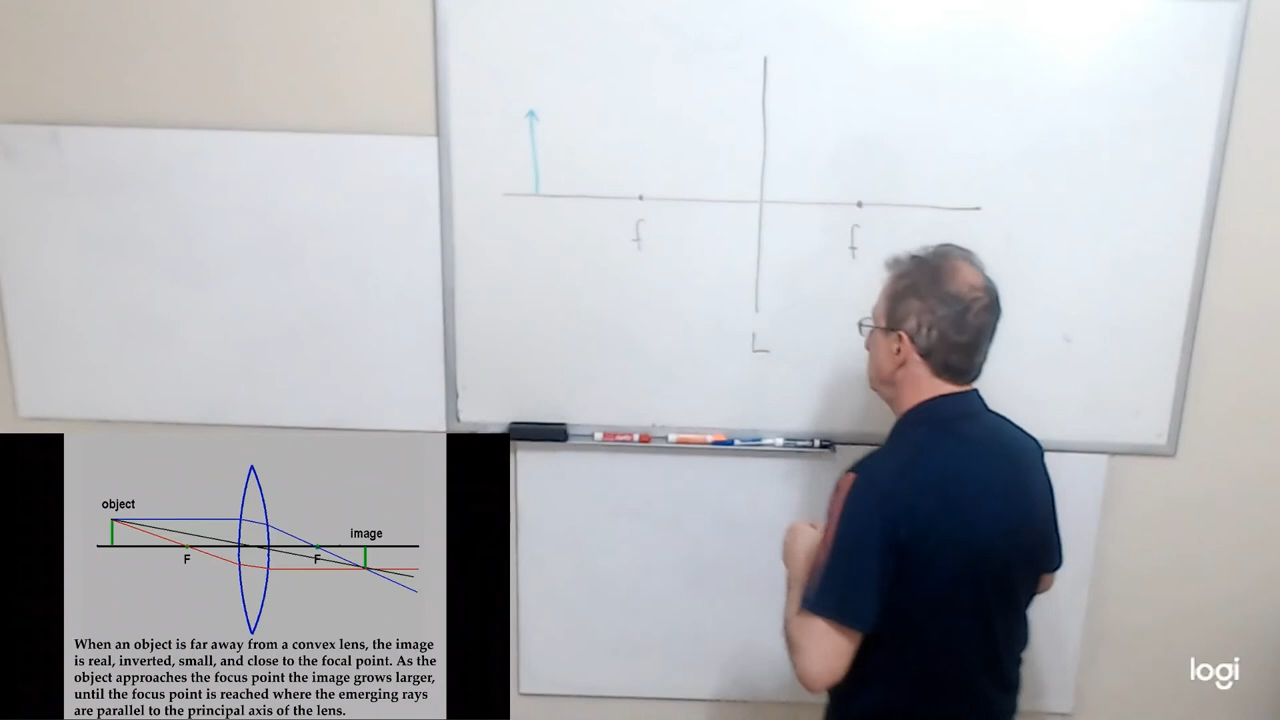 f
f
L
object
image
F
F
When an object is far away from a convex lens, the image
is real, inverted, small, and close to the focal point. As the
object approaches the focus point the image grows larger,
until the focus point is reached where the emerging rays
are parallel to the principal axis of the lens.
logi